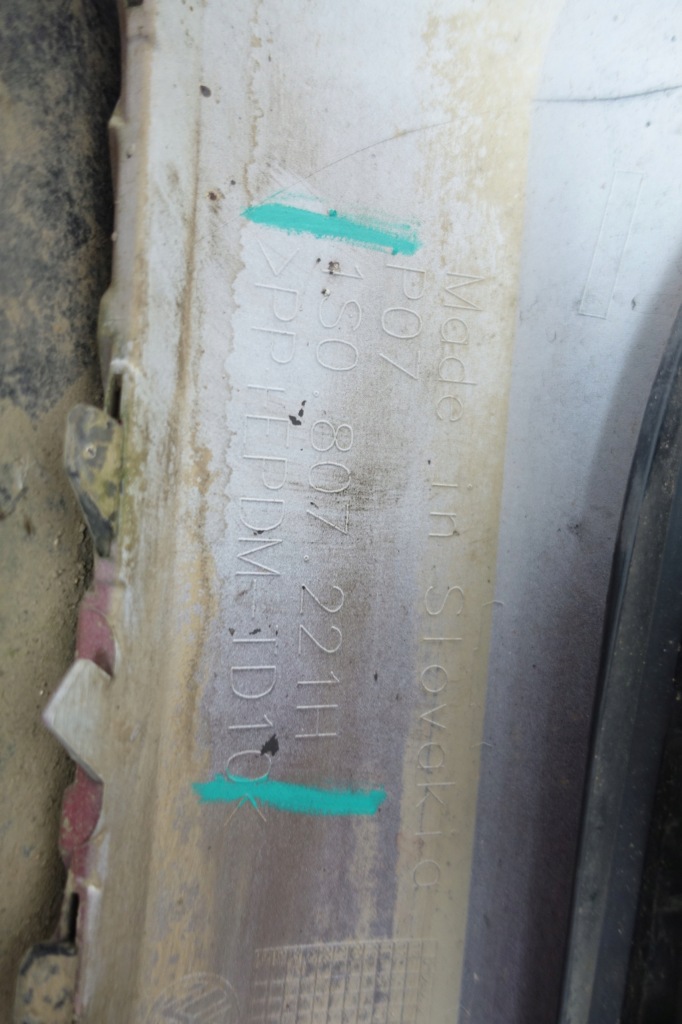 Made in Slovakia
P07
1S0 807 221H
>PP+EPDM-TD10<